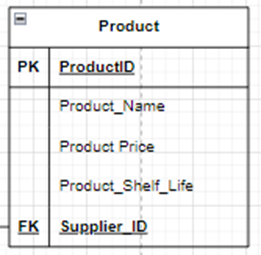 Product
PK ProductID
Product_Name
Product Price
Product_Shelf_Life
FK Supplier_ID